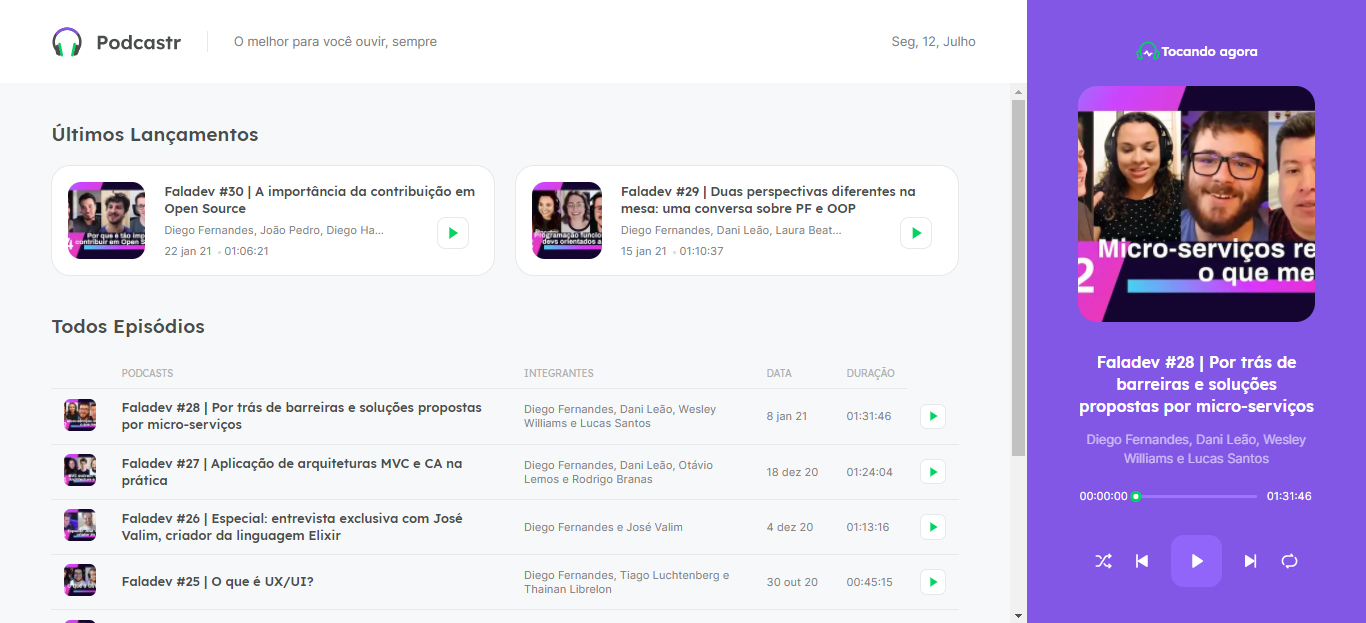 Podcastr
O melhor para você ouvir, sempre
Seg, 12, Julho
Últimos Lançamentos
Por que é tão im
contribuir em Open S
Faladev #30 | A importância da contribuição em
Open Source
Diego Fernandes, João Pedro, Diego Ha...
22 jan 21 • 01:06:21
Programação funcio
devs orientados a
Faladev #29 | Duas perspectivas diferentes na
mesa: uma conversa sobre PF e OOP
Diego Fernandes, Dani Leão, Laura Beat...
15 jan 21 • 01:10:37
Todos Episódios
PODCASTS INTEGRANTES DATA DURAÇÃO
Faladev #28 | Por trás de barreiras e soluções propostas
por micro-serviços
Diego Fernandes, Dani Leão, Wesley
Williams e Lucas Santos
8 jan 21
01:31:46
Faladev #27 | Aplicação de arquiteturas MVC e CA na
prática
Diego Fernandes, Dani Leão, Otávio
Lemos e Rodrigo Branas
18 dez 20
01:24:04
Faladev #26 | Especial: entrevista exclusiva com José
Valim, criador da linguagem Elixir
Diego Fernandes e José Valim
4 dez 20
01:13:16
Faladev #25 | O que é UX/UI?
Diego Fernandes, Tiago Luchtenberg e
Thainan Librelon
30 out 20
00:45:15
Tocando agora
Micro-serviços re
o que me
2
Faladev #28 | Por trás de
barreiras e soluções
propostas por micro-serviços
Diego Fernandes, Dani Leão, Wesley
Williams e Lucas Santos
00:00:00
01:31:46